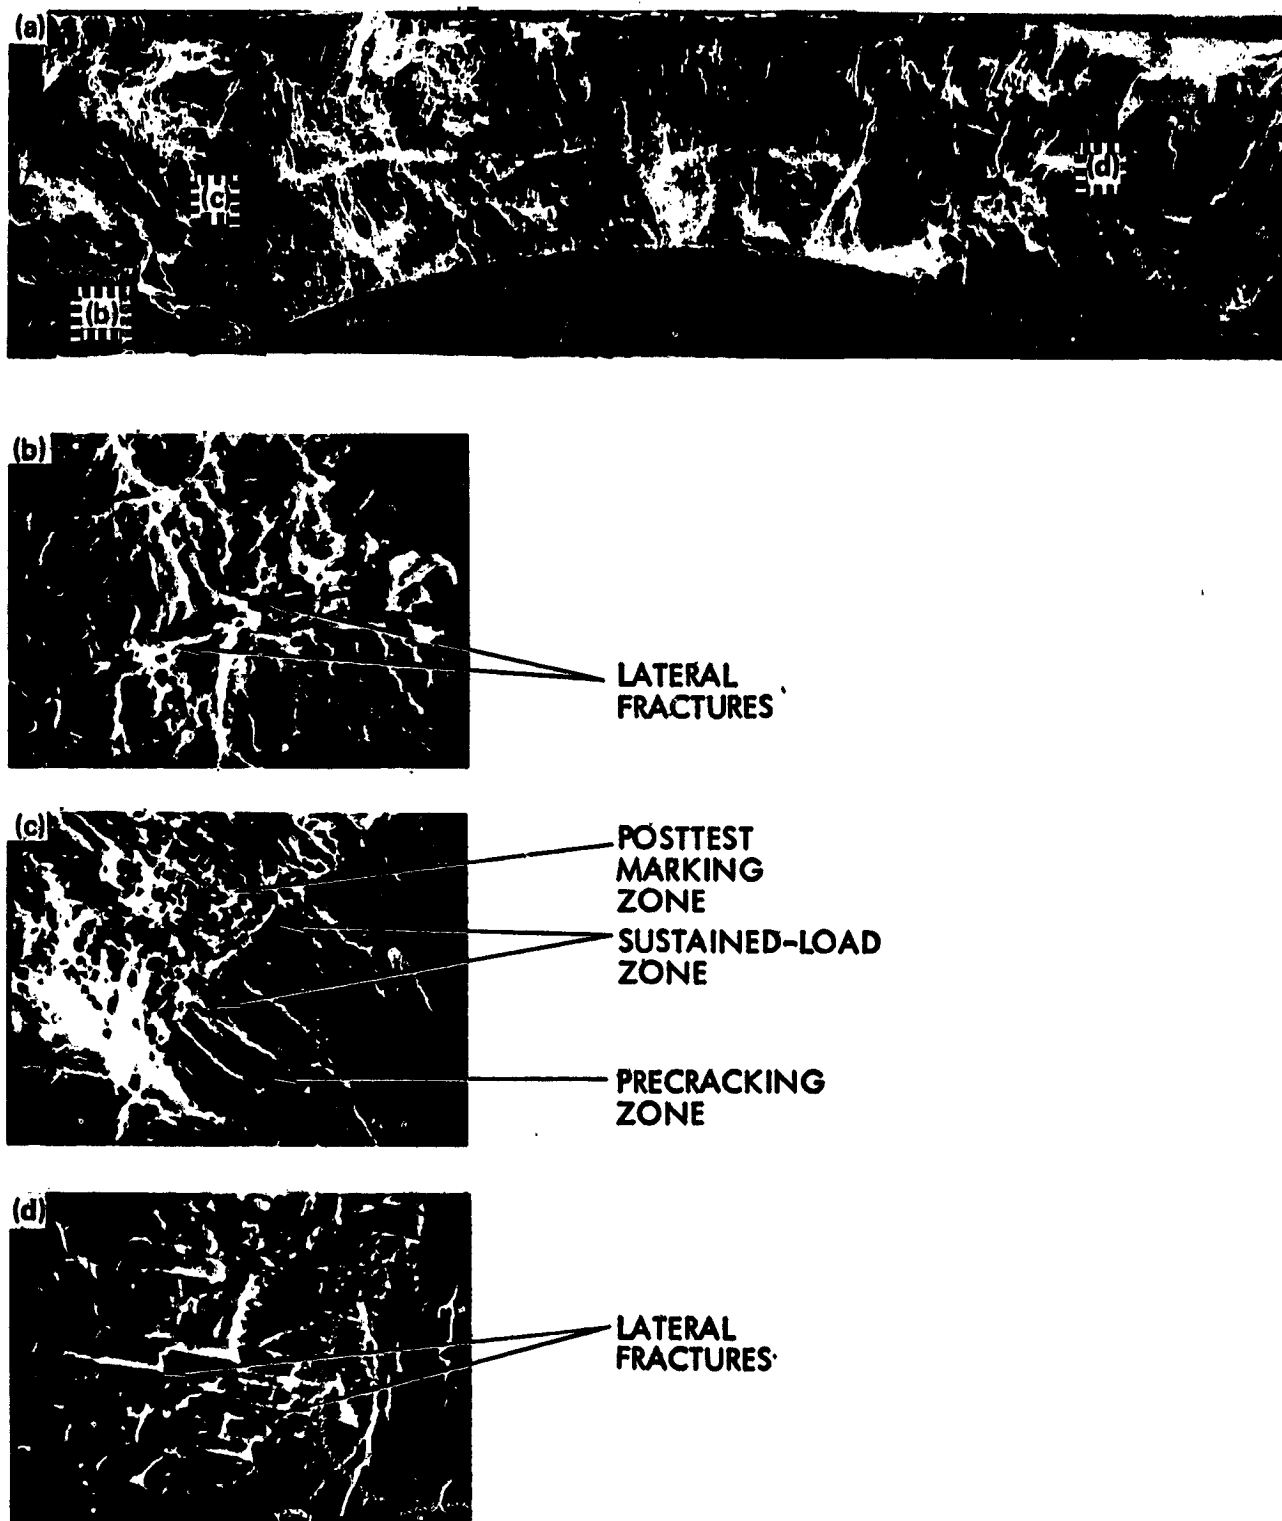 (a)
(c)
(d)
(b)
(b)
LATERAL
FRACTURES
(c)
POSTTEST
MARKING
ZONE
SUSTAINED-LOAD
ZONE
PRECRACKING
ZONE
(d)
LATERAL
FRACTURES